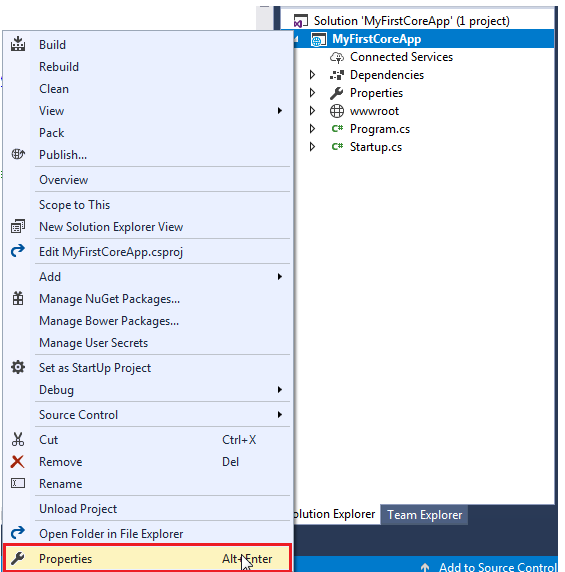 Solution 'MyFirstCoreApp' (1 project)
MyFirstCoreApp
Connected Services
Dependencies
Properties
wwwroot
C# Program.cs
C# Startup.cs
Build
Rebuild
Clean
View
Pack
Publish...
Overview
Scope to This
New Solution Explorer View
Edit MyFirstCoreApp.csproj
Add
Manage NuGet Packages...
Manage Bower Packages...
Manage User Secrets
Set as StartUp Project
Debug
Source Control
Cut Ctrl+X
Remove Del
Rename
Unload Project
Open Folder in File Explorer
Properties Alt+Enter
olution Explorer Team Explorer
Add to Source Control